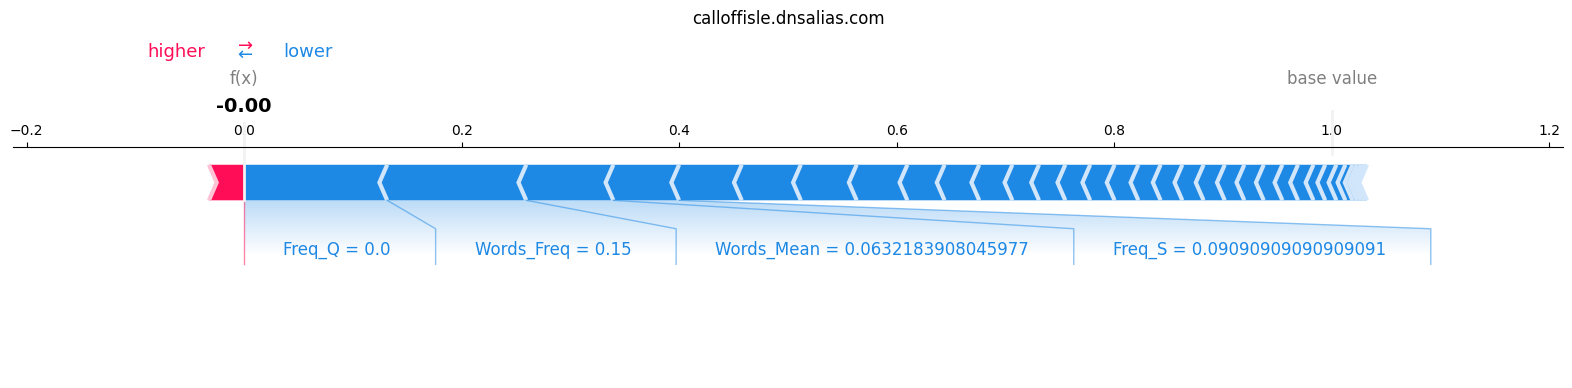 calloffisle.dnsalias.com
higher ⇄ lower
f(x) base value
-0.00
−0.2 0.0 0.2 0.4 0.6 0.8 1.0 1.2
Freq_Q = 0.0 Words_Freq = 0.15 Words_Mean = 0.0632183908045977 Freq_S = 0.09090909090909091